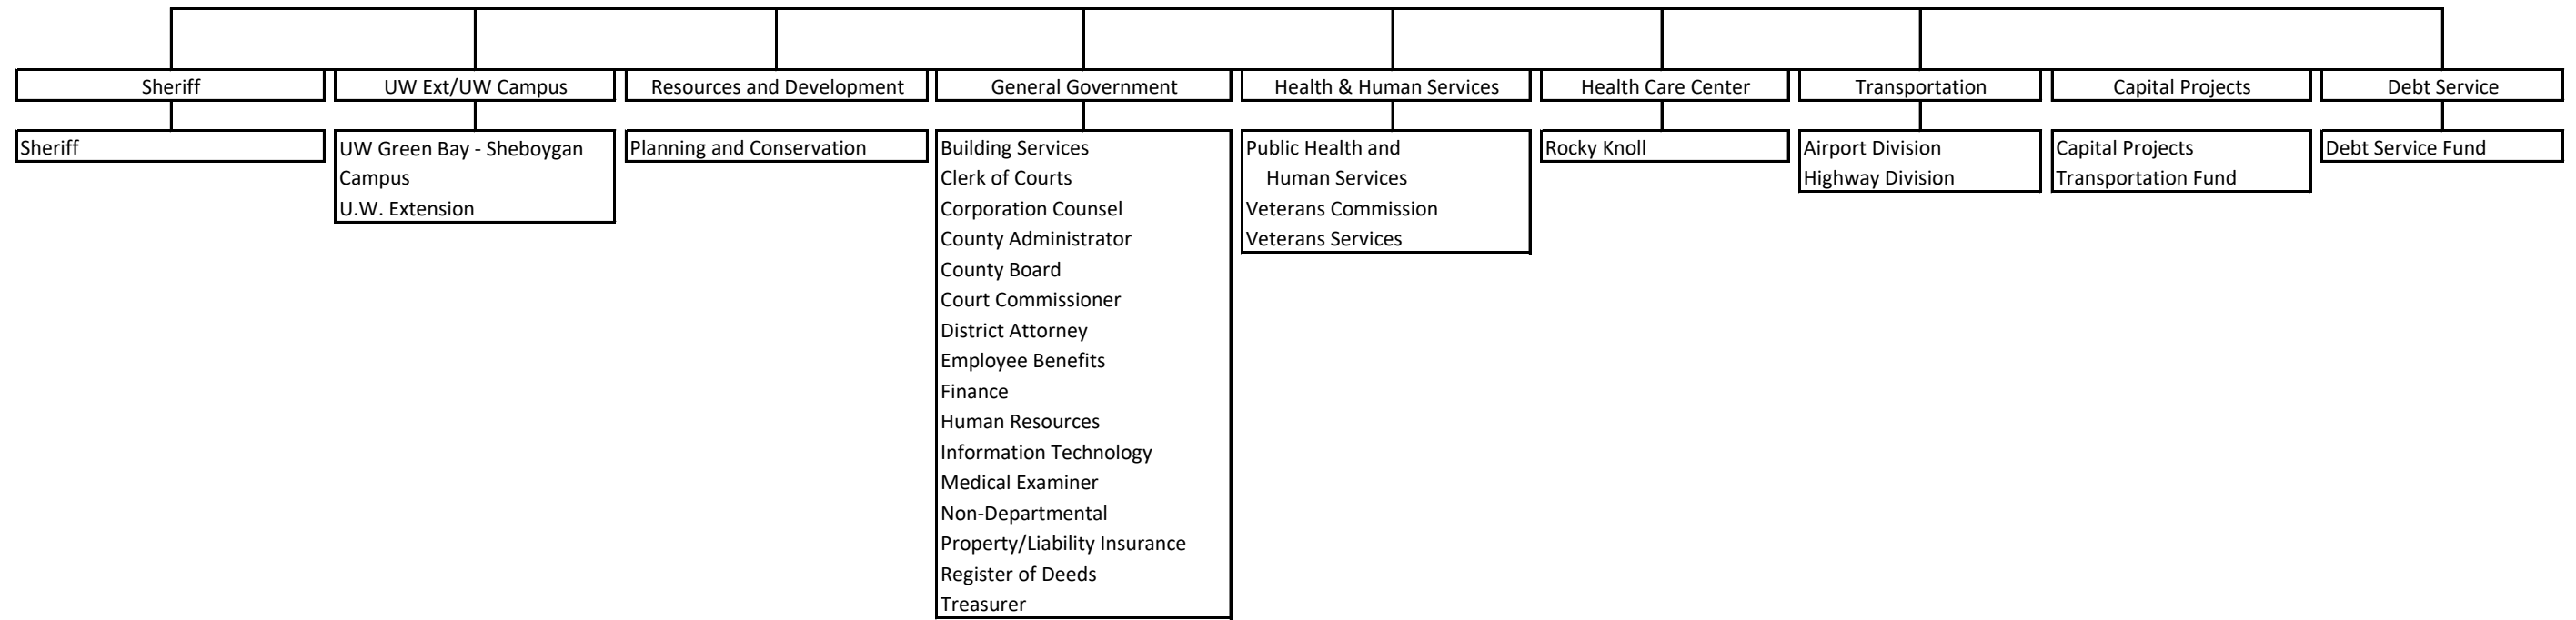 Sheriff
UW Ext/UW Campus
Resources and Development
General Government
Health & Human Services
Health Care Center
Transportation
Capital Projects
Debt Service
Sheriff
UW Green Bay - Sheboygan
Campus
U.W. Extension
Planning and Conservation
Building Services
Clerk of Courts
Corporation Counsel
County Administrator
County Board
Court Commissioner
District Attorney
Employee Benefits
Finance
Human Resources
Information Technology
Medical Examiner
Non-Departmental
Property/Liability Insurance
Register of Deeds
Treasurer
Public Health and
Human Services
Veterans Commission
Veterans Services
Rocky Knoll
Airport Division
Highway Division
Capital Projects
Transportation Fund
Debt Service Fund